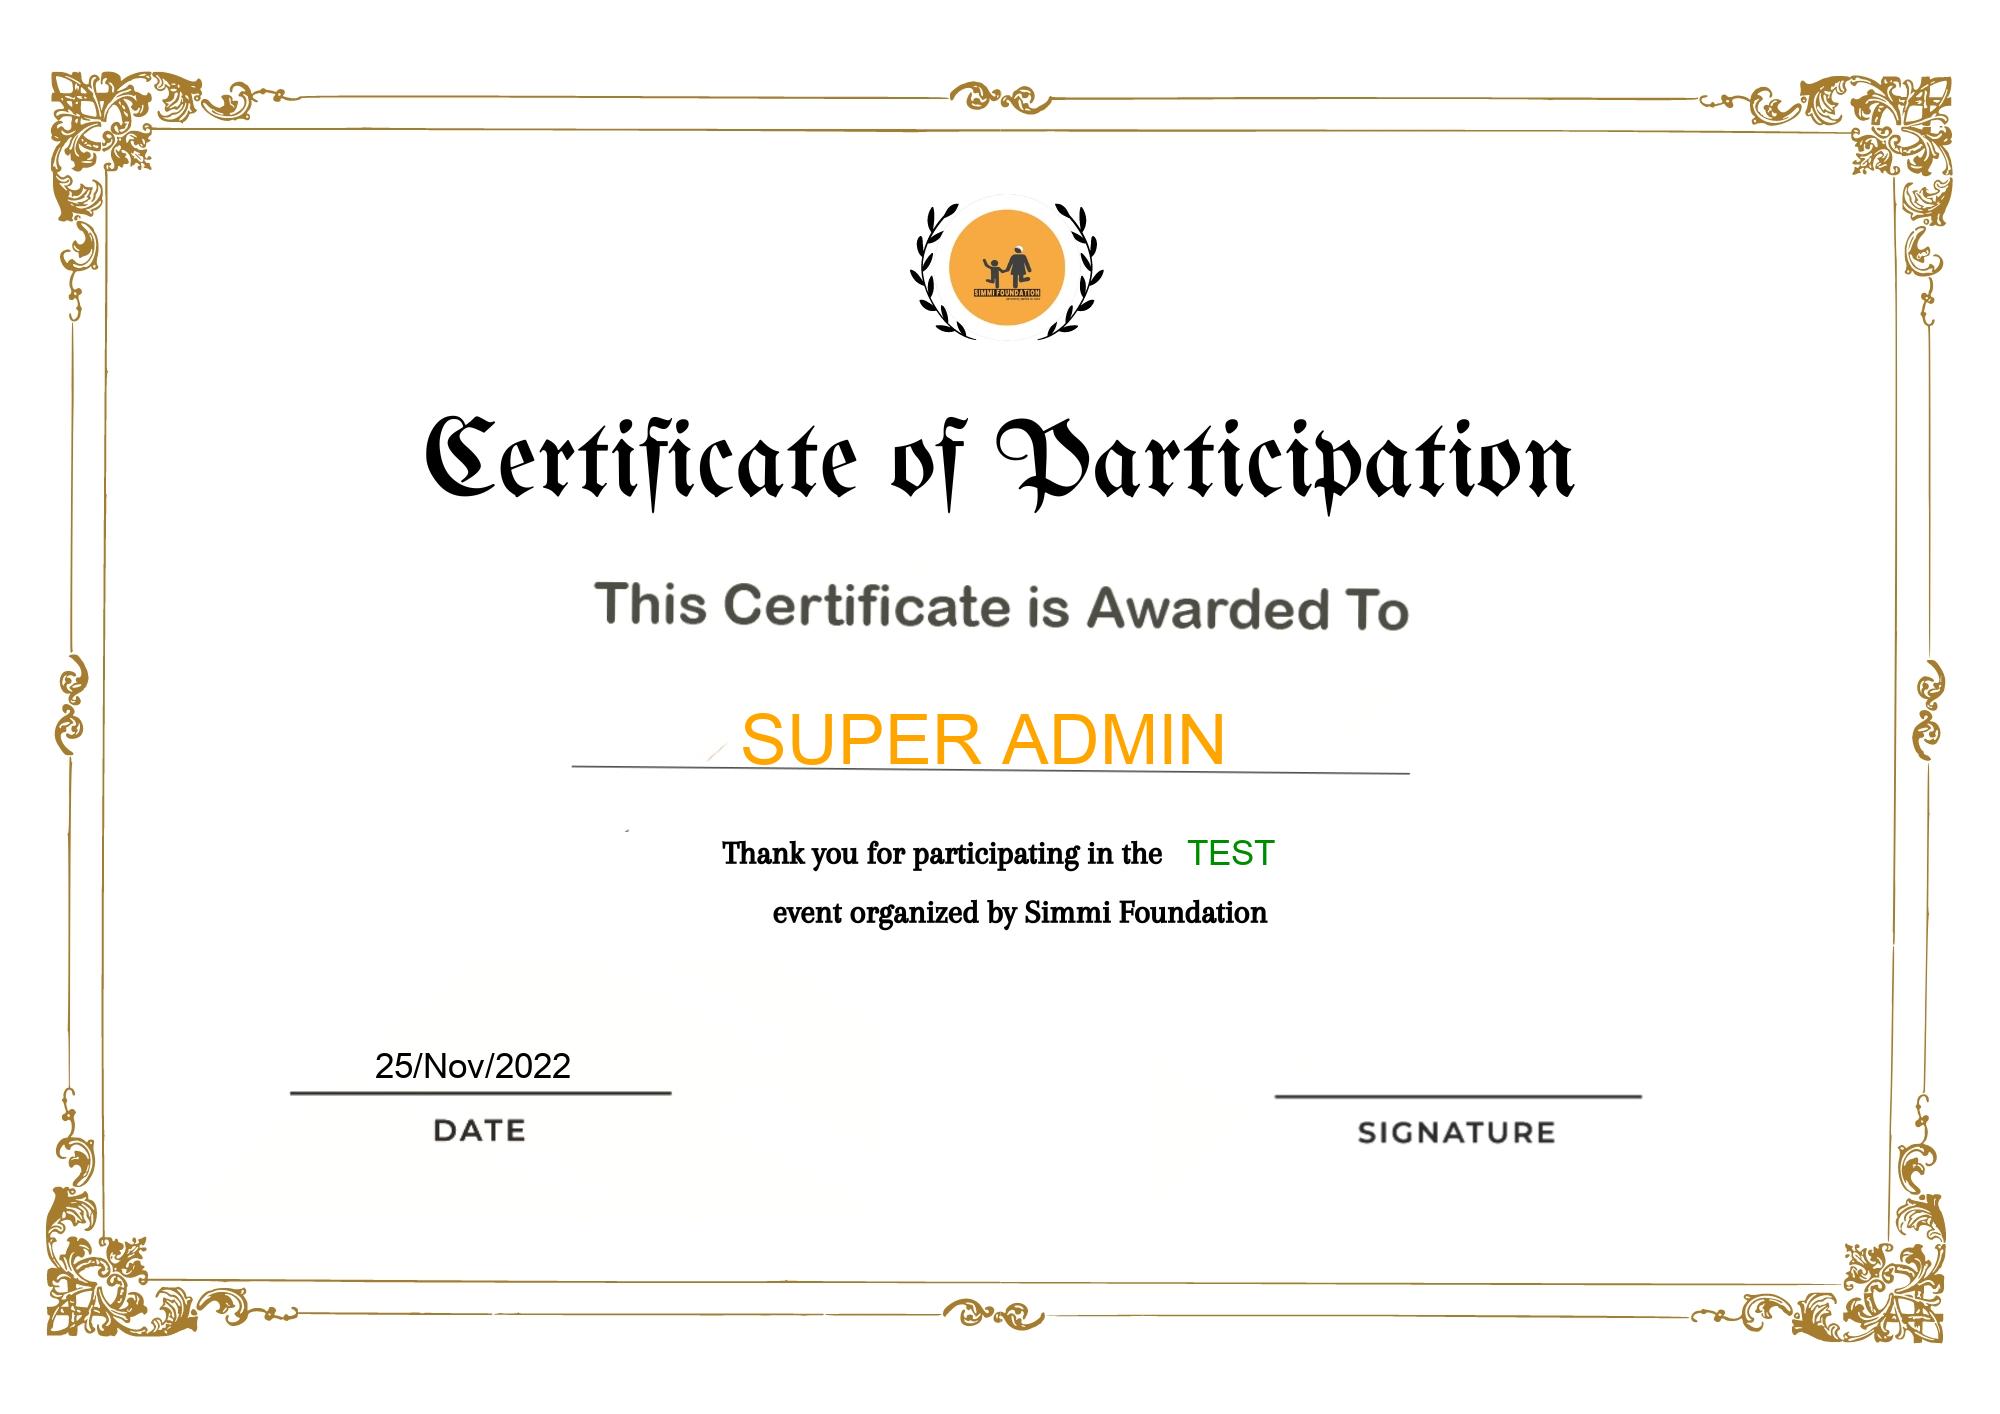 SIMMI FOUNDATION
Certificate of Participation
This Certificate is Awarded To
SUPER ADMIN
Thank you for participating in the TEST
event organized by Simmi Foundation
25/Nov/2022
DATE
SIGNATURE